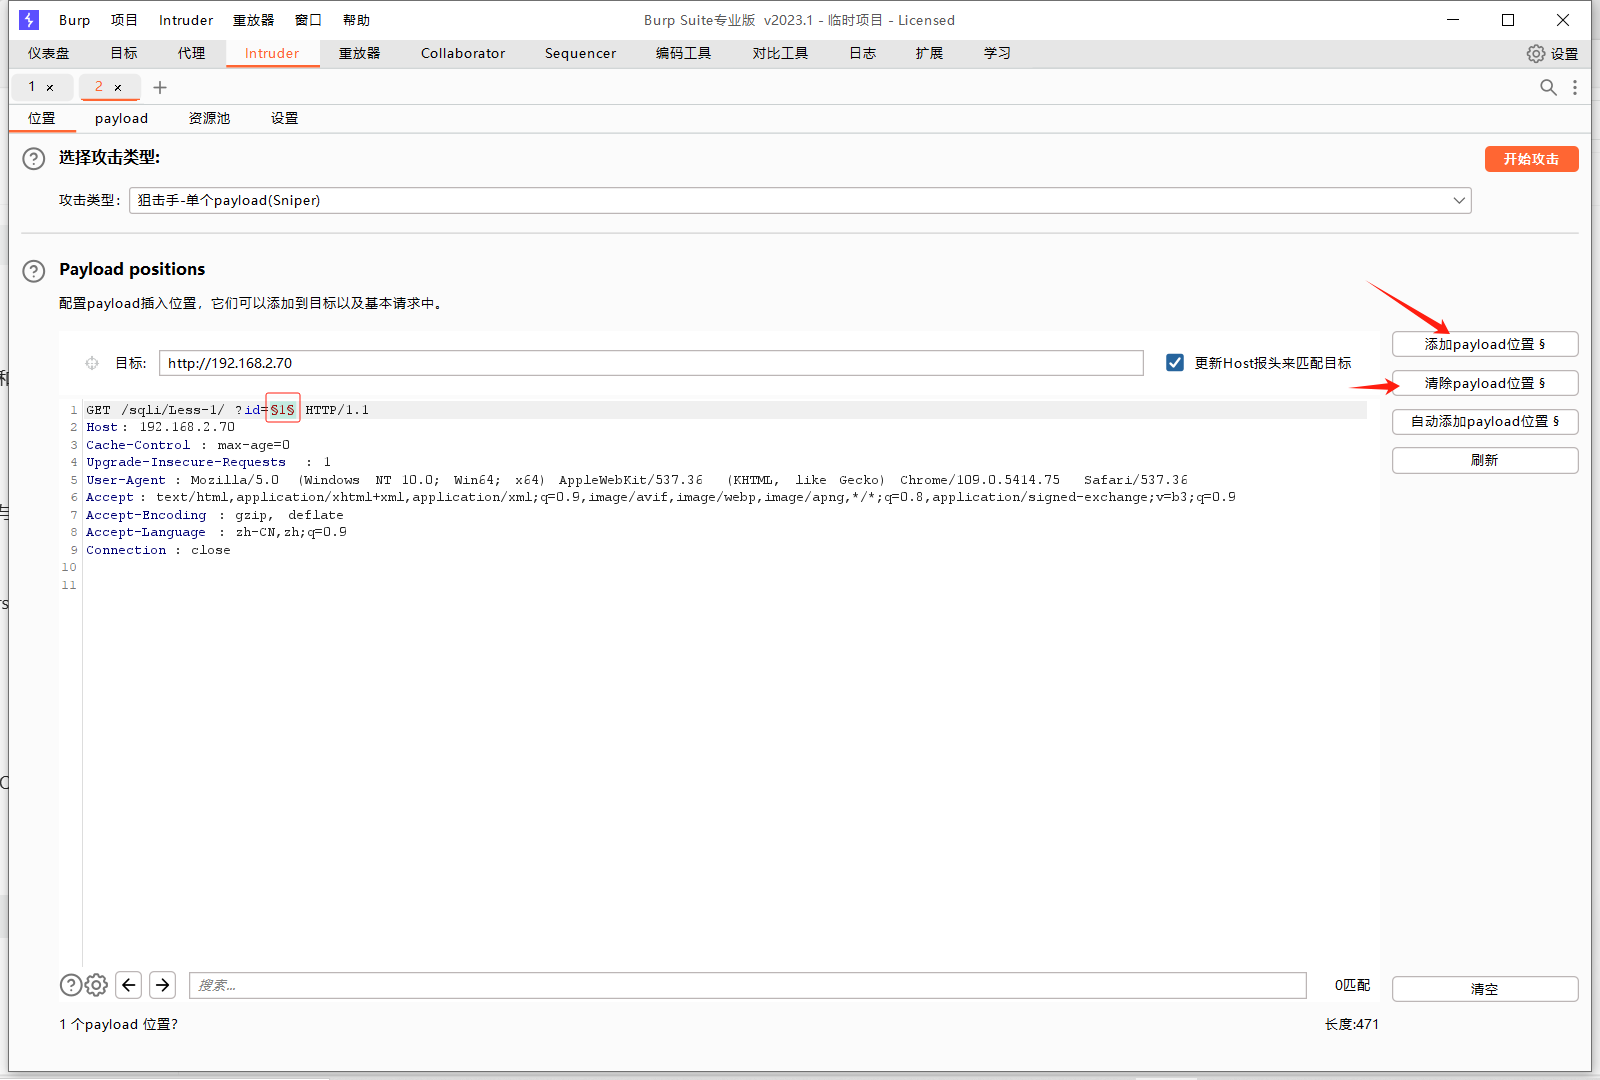 Burp 项目 Intruder 重放器 窗口 帮助 Burp Suite专业版 v2023.1 - 临时项目 - Licensed
仪表盘 目标 代理 Intruder 重放器 Collaborator Sequencer 编码工具 对比工具 日志 扩展 学习 设置
1 × 2 × +
位置 payload 资源池 设置
选择攻击类型: 开始攻击
攻击类型: 狙击手-单个payload(Sniper)
Payload positions
配置payload插入位置，它们可以添加到目标以及基本请求中。
添加payload位置 §
目标: http://192.168.2.70 更新Host报头来匹配目标
清除payload位置 §
自动添加payload位置 §
刷新
1 GET /sqli/Less-1/ ?id=§1§ HTTP/1.1
2 Host : 192.168.2.70
3 Cache-Control : max-age=0
4 Upgrade-Insecure-Requests : 1
5 User-Agent : Mozilla/5.0 (Windows NT 10.0; Win64; x64) AppleWebKit/537.36 (KHTML, like Gecko) Chrome/109.0.5414.75 Safari/537.36
6 Accept : text/html,application/xhtml+xml,application/xml;q=0.9,image/avif,image/webp,image/apng,*/*;q=0.8,application/signed-exchange;v=b3;q=0.9
7 Accept-Encoding : gzip, deflate
8 Accept-Language : zh-CN,zh;q=0.9
9 Connection : close
10
11
搜索... 0匹配 清空
1 个payload 位置? 长度:471